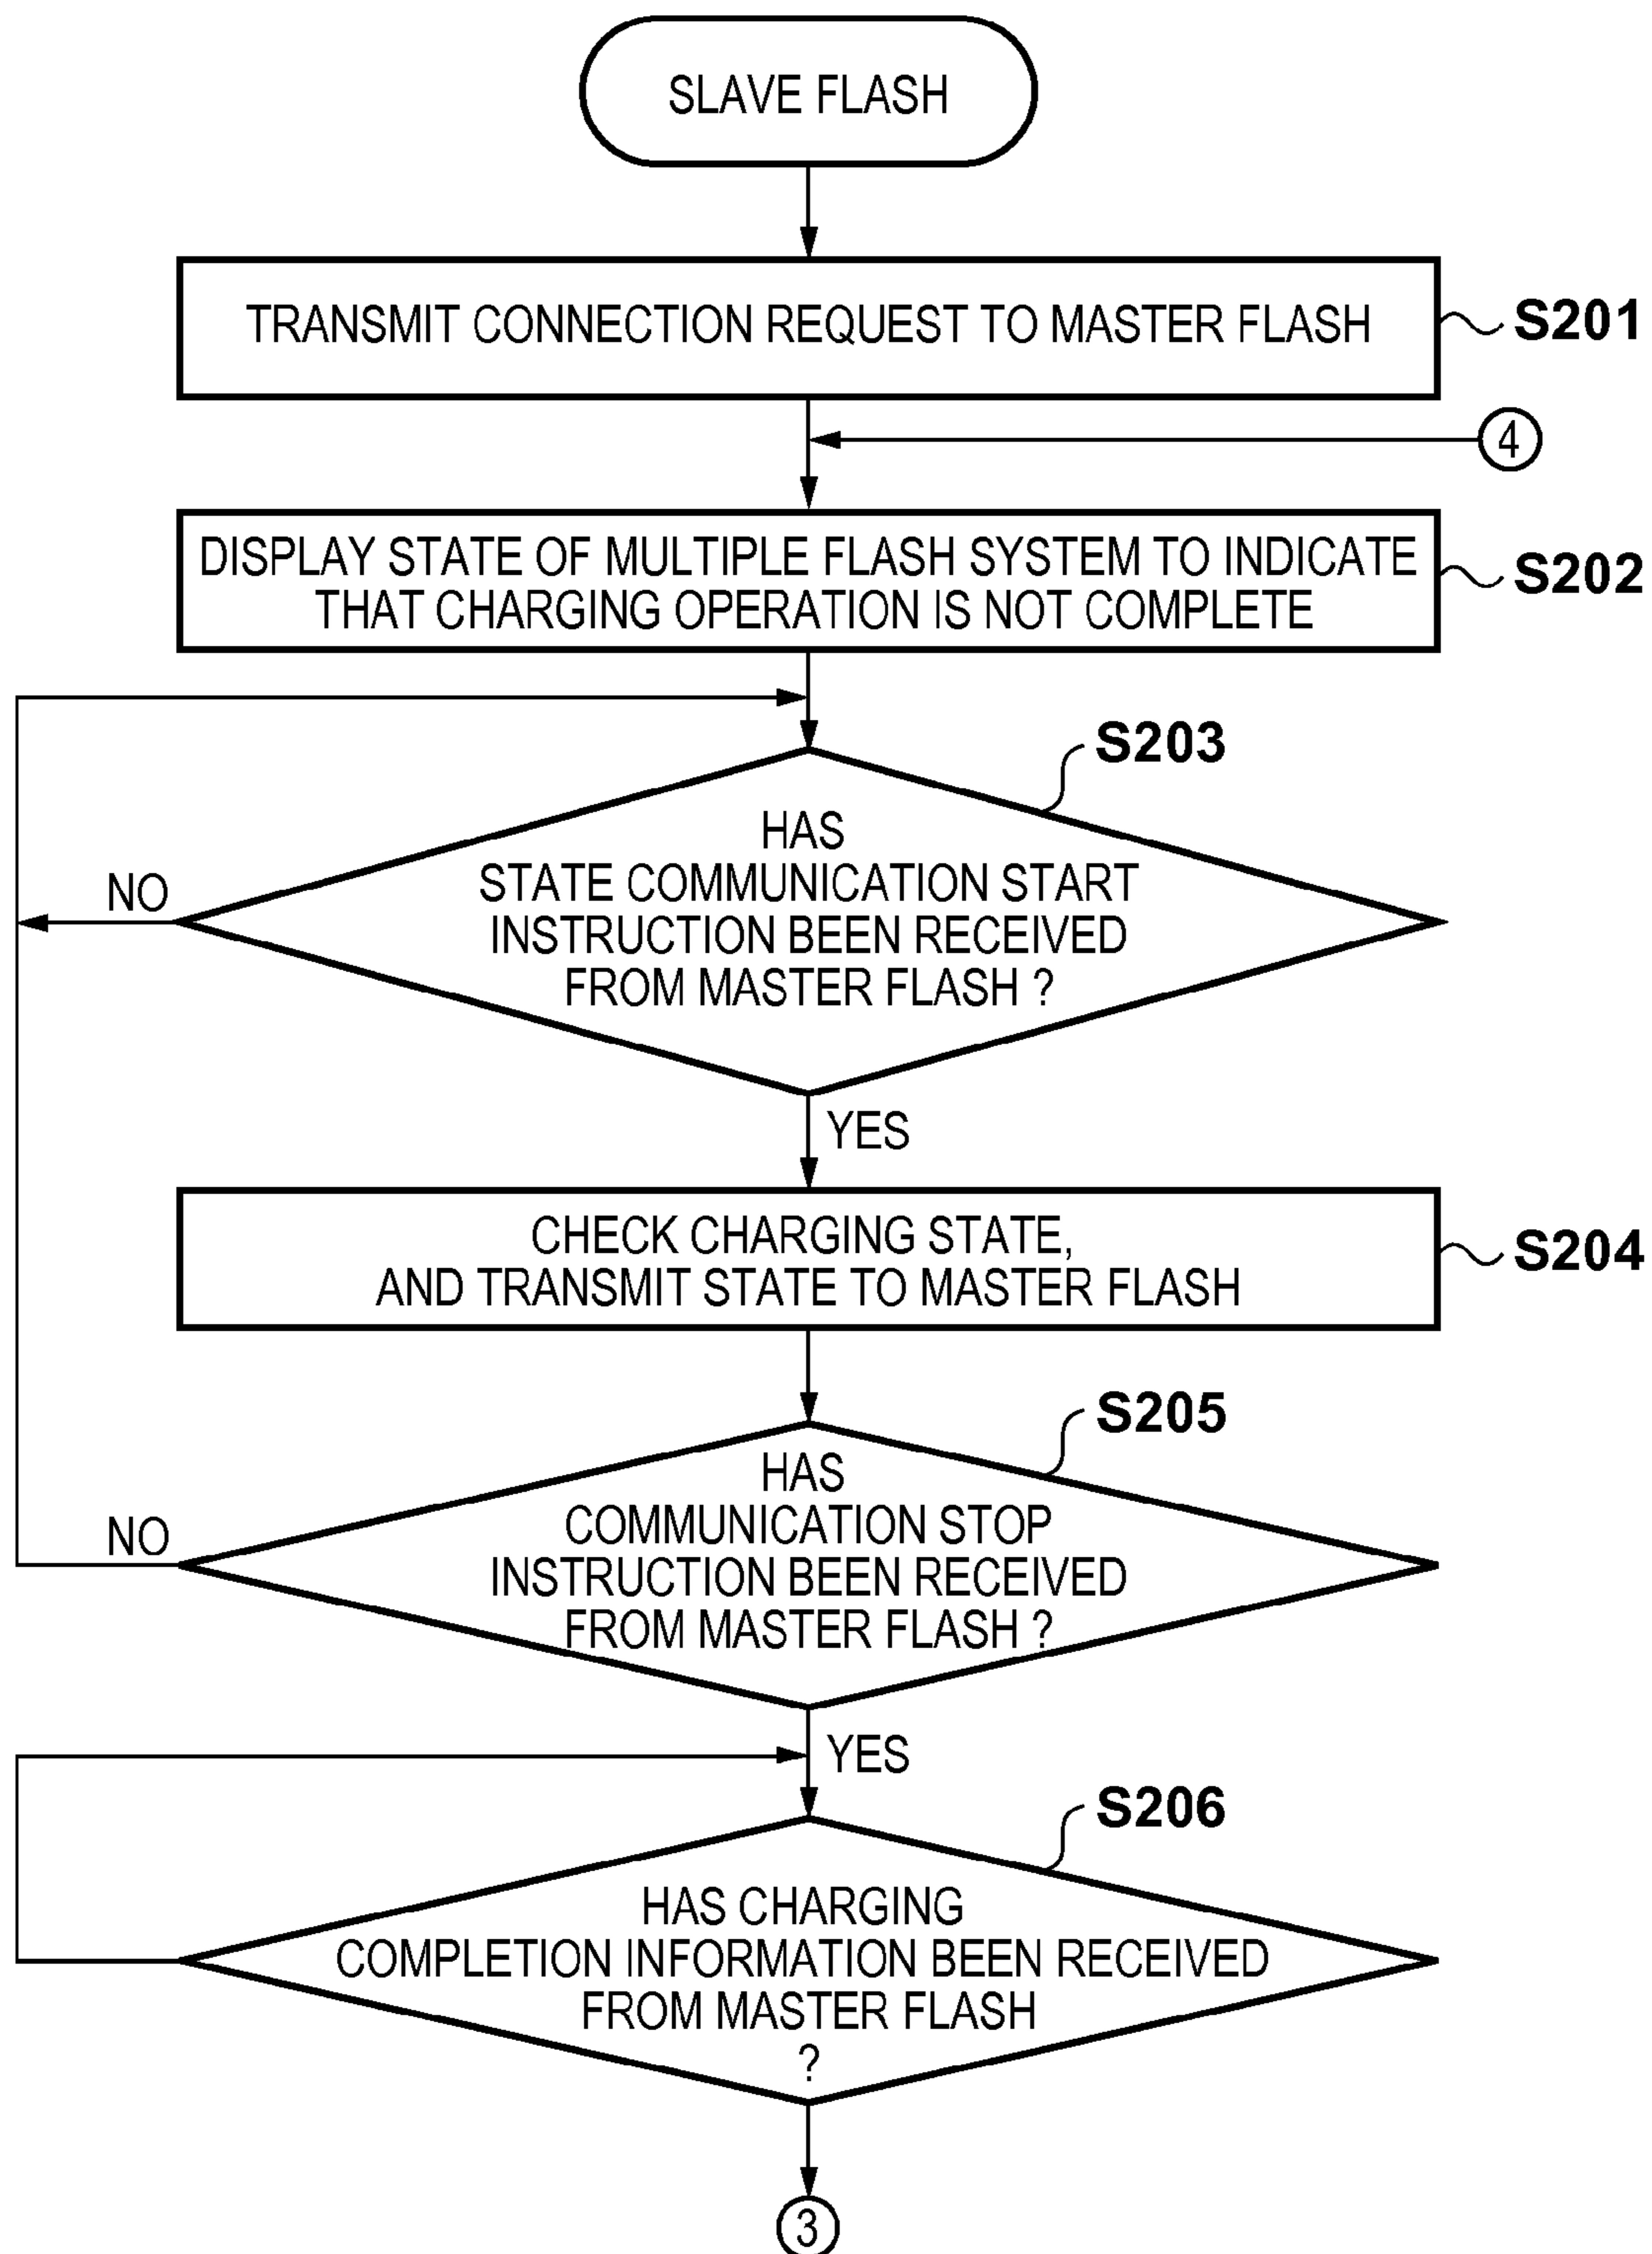 SLAVE FLASH
TRANSMIT CONNECTION REQUEST TO MASTER FLASH
S201
4
DISPLAY STATE OF MULTIPLE FLASH SYSTEM TO INDICATE
THAT CHARGING OPERATION IS NOT COMPLETE
S202
S203
HAS
STATE COMMUNICATION START
INSTRUCTION BEEN RECEIVED
FROM MASTER FLASH ?
NO
YES
CHECK CHARGING STATE,
AND TRANSMIT STATE TO MASTER FLASH
S204
S205
HAS
COMMUNICATION STOP
INSTRUCTION BEEN RECEIVED
FROM MASTER FLASH ?
NO
YES
S206
HAS CHARGING
COMPLETION INFORMATION BEEN RECEIVED
FROM MASTER FLASH
?
3